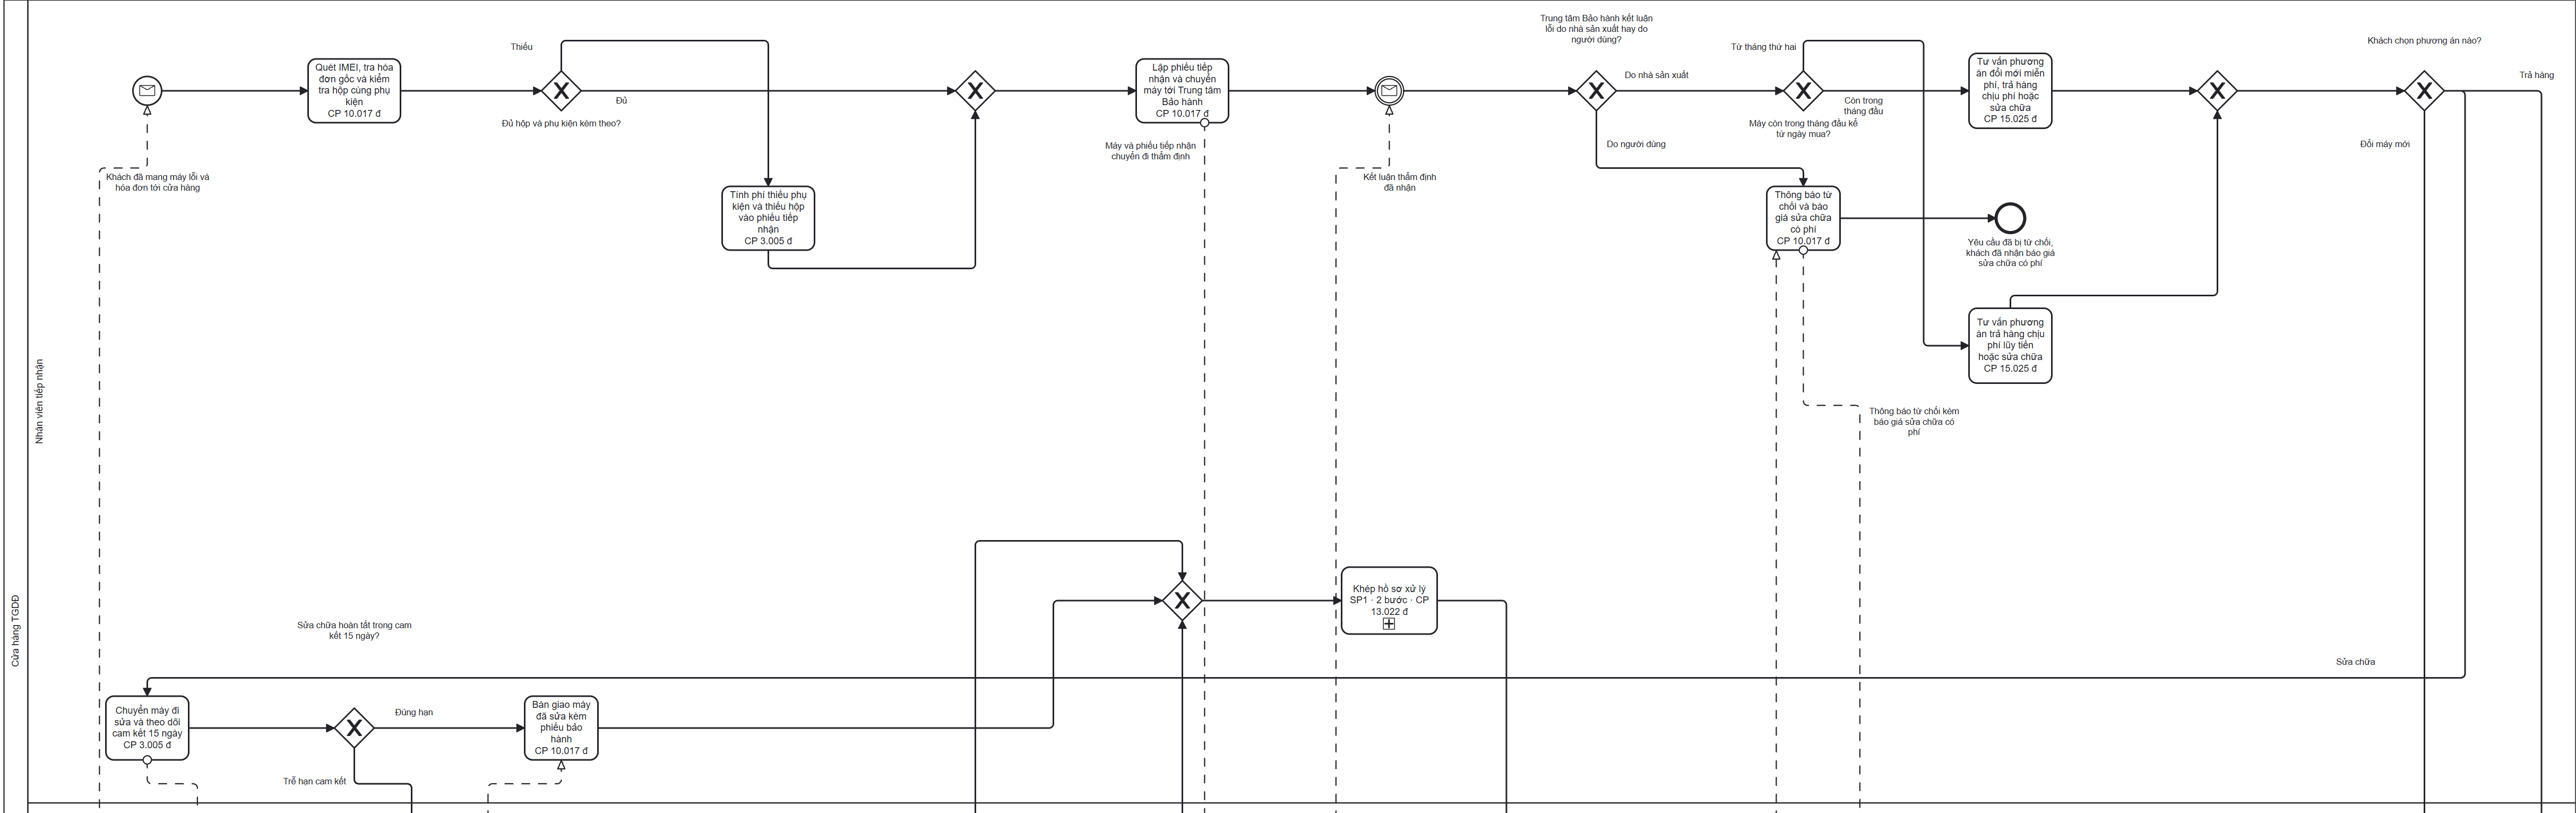 Cửa hàng TGDĐ
Nhân viên tiếp nhận
Khách đã mang máy lỗi và
hóa đơn tới cửa hàng
Quét IMEI, tra hóa
đơn gốc và kiểm
tra hộp cùng phụ
kiện
CP 10.017 đ
Thiếu
Đủ
Đủ hộp và phụ kiện kèm theo?
Tính phí thiếu phụ
kiện và thiếu hộp
vào phiếu tiếp
nhận
CP 3.005 đ
Lập phiếu tiếp
nhận và chuyển
máy tới Trung tâm
Bảo hành
CP 10.017 đ
Máy và phiếu tiếp nhận
chuyển đi thẩm định
Kết luận thẩm định
đã nhận
Trung tâm Bảo hành kết luận
lỗi do nhà sản xuất hay do
người dùng?
Do nhà sản xuất
Do người dùng
Từ tháng thứ hai
Còn trong
tháng đầu
Máy còn trong tháng đầu kể
từ ngày mua?
Thông báo từ
chối và báo
giá sửa chữa
có phí
CP 10.017 đ
Thông báo từ chối kèm
báo giá sửa chữa có
phí
Tư vấn phương
án đổi mới miễn
phí, trả hàng
chịu phí hoặc
sửa chữa
CP 15.025 đ
Yêu cầu đã bị từ chối,
khách đã nhận báo giá
sửa chữa có phí
Tư vấn phương
án trả hàng chịu
phí lũy tiến
hoặc sửa chữa
CP 15.025 đ
Khách chọn phương án nào?
Trả hàng
Đổi máy mới
Sửa chữa
Khép hồ sơ xử lý
SP1 · 2 bước · CP
13.022 đ
Sửa chữa hoàn tất trong cam
kết 15 ngày?
Chuyển máy đi
sửa và theo dõi
cam kết 15 ngày
CP 3.005 đ
Đúng hạn
Trễ hạn cam kết
Bàn giao máy
đã sửa kèm
phiếu bảo
hành
CP 10.017 đ